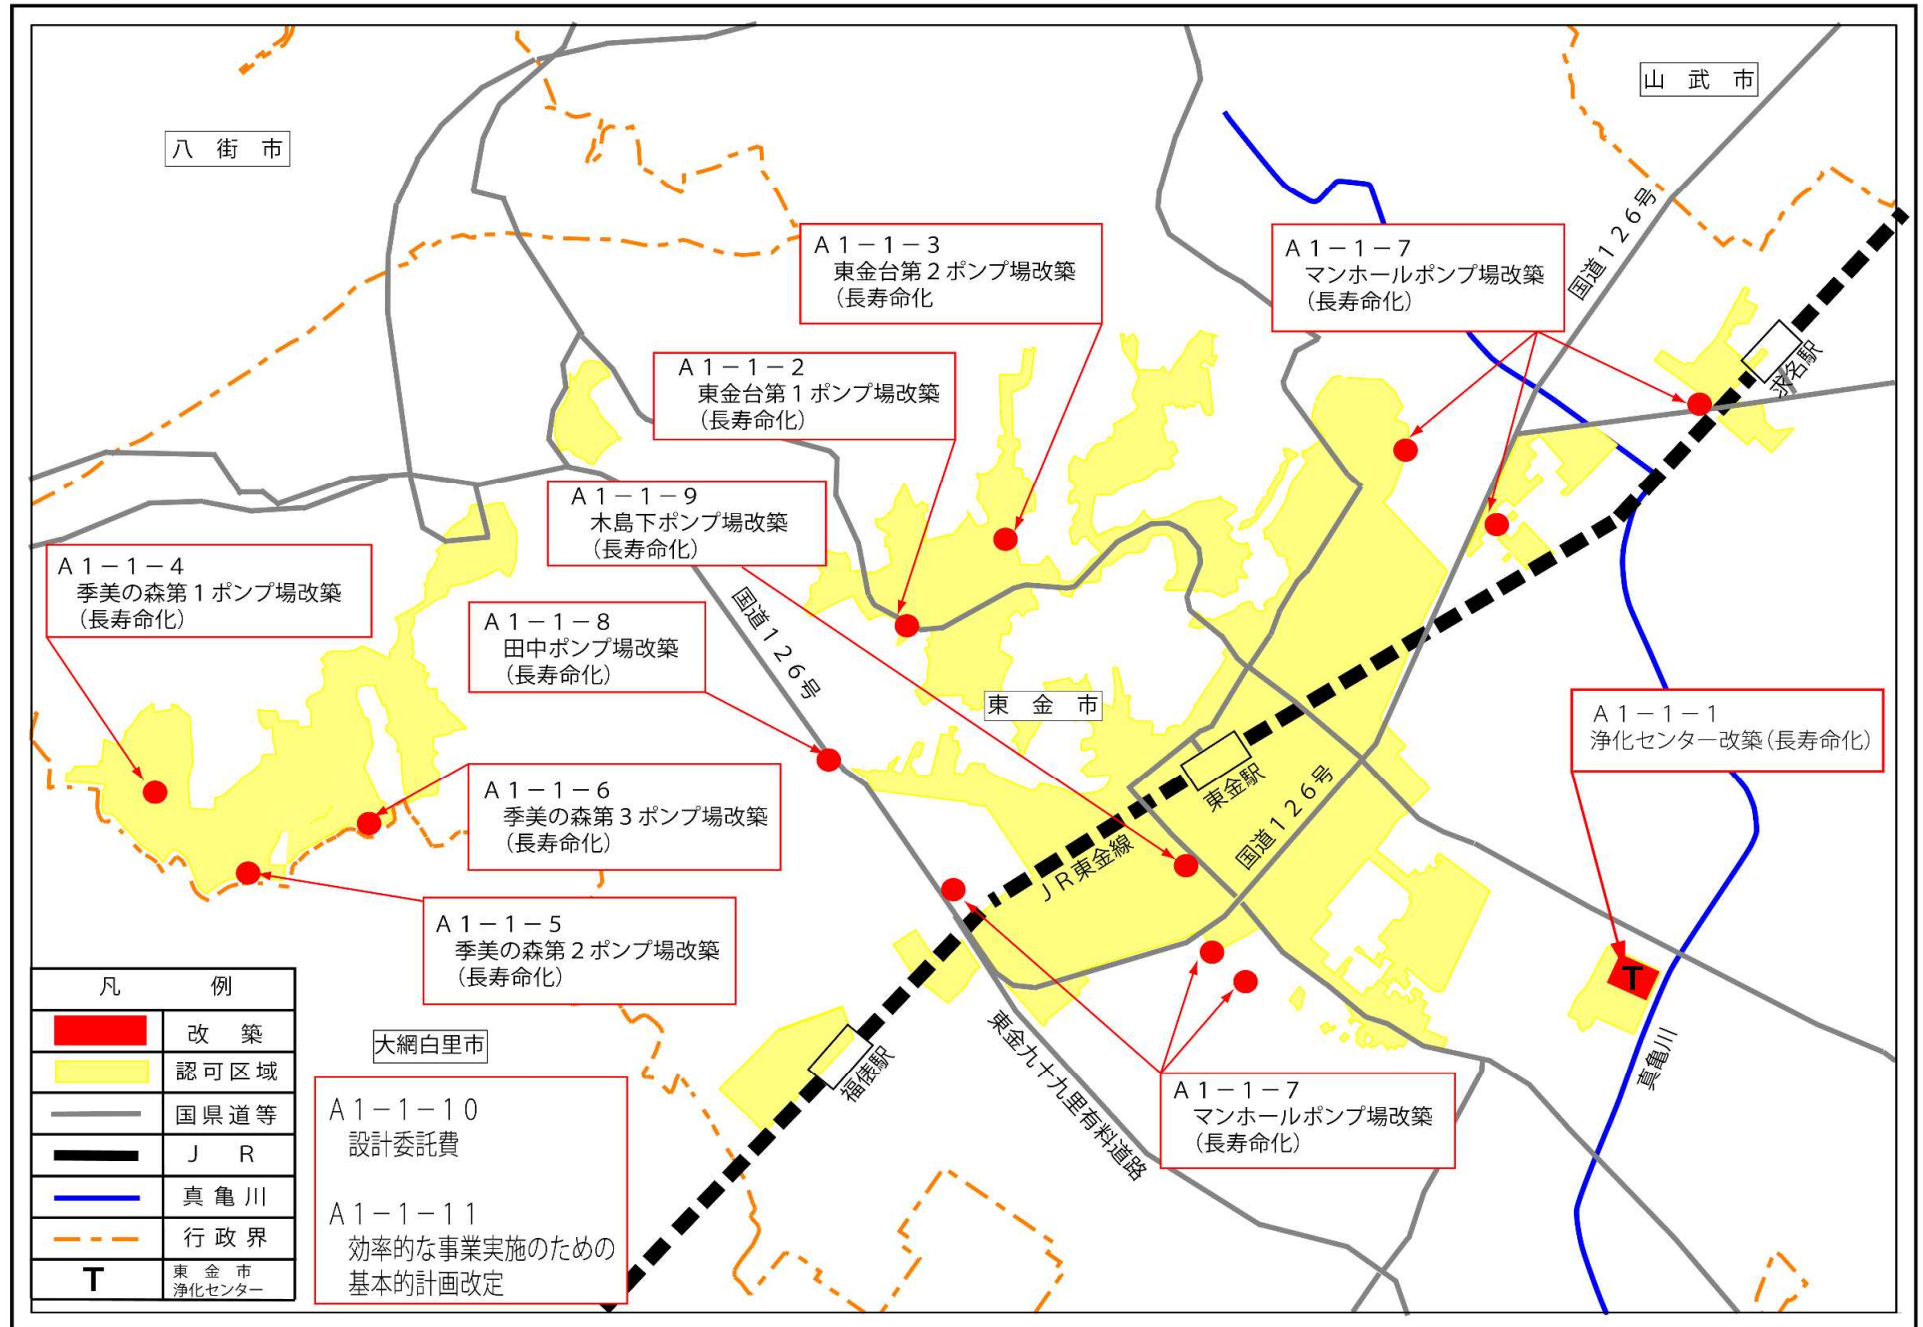 山 武 市
八 街 市
国道126号
A1－1－3
東金台第2ポンプ場改築
(長寿命化
A1－1－7
マンホールポンプ場改築
(長寿命化)
求名駅
A1－1－2
東金台第1ポンプ場改築
(長寿命化)
A1－1－9
木島下ポンプ場改築
(長寿命化)
A1－1－4
季美の森第1ポンプ場改築
(長寿命化)
国道126号
A1－1－8
田中ポンプ場改築
(長寿命化)
東 金 市
A1－1－1
浄化センター改築(長寿命化)
東金駅
国道126号
A1－1－6
季美の森第3ポンプ場改築
(長寿命化)
JR東金線
A1－1－5
季美の森第2ポンプ場改築
(長寿命化)
T
大網白里市
福俵駅
東金九十九里有料道路
真亀川
A1－1－7
マンホールポンプ場改築
(長寿命化)
A1－1－10
設計委託費
A1－1－11
効率的な事業実施のための
基本的計画改定
凡 例
改 築
認可区域
国県道等
J R
真亀川
行政界
T 東 金 市
浄化センター